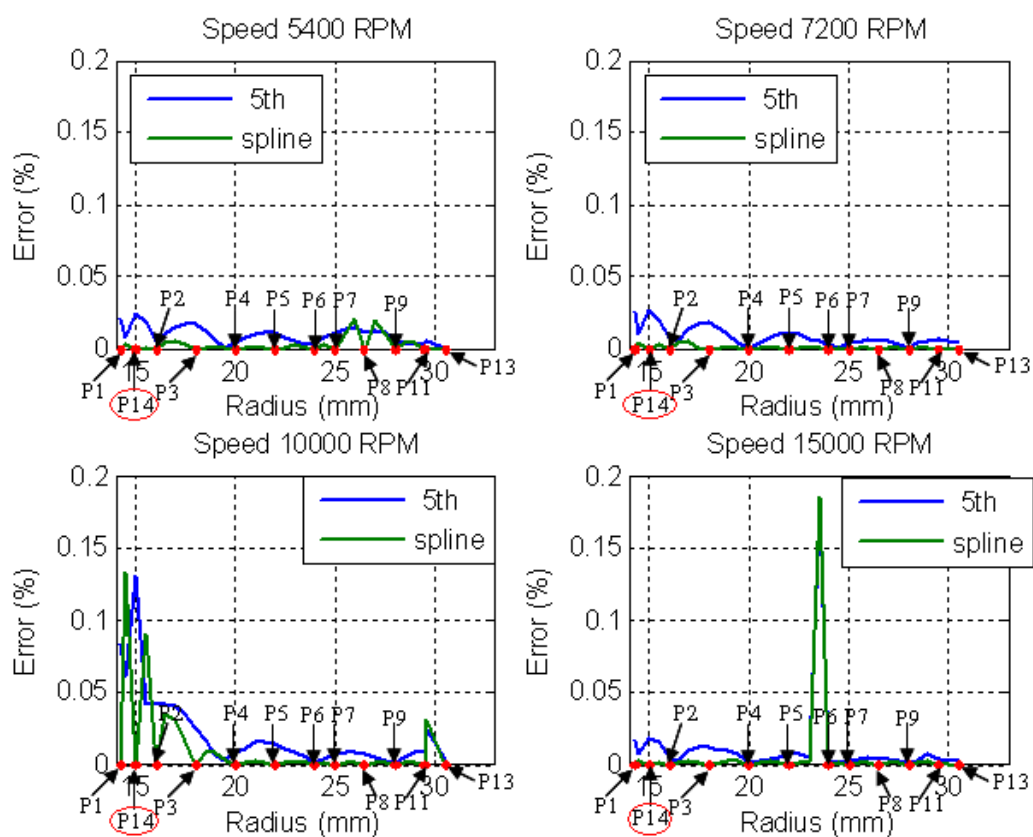 Speed 5400 RPM
Error (%)
0.2
0.15
0.1
0.05
0
5th
spline
P2 P4 P5 P6 P7 P9
P1 15 P3 20 25 P8 P11 30 P13
P14
Radius (mm)
Speed 7200 RPM
Error (%)
0.2
0.15
0.1
0.05
0
5th
spline
P2 P4 P5 P6 P7 P9
P1 15 P3 20 25 P8 P11 30 P13
P14
Radius (mm)
Speed 10000 RPM
Error (%)
0.2
0.15
0.1
0.05
0
5th
spline
P2 P4 P5 P6 P7 P9
P1 15 P3 20 25 P8 P11 30 P13
P14
Radius (mm)
Speed 15000 RPM
Error (%)
0.2
0.15
0.1
0.05
0
5th
spline
P2 P4 P5 P6 P7 P9
P1 15 P3 20 25 P8 P11 30 P13
P14
Radius (mm)